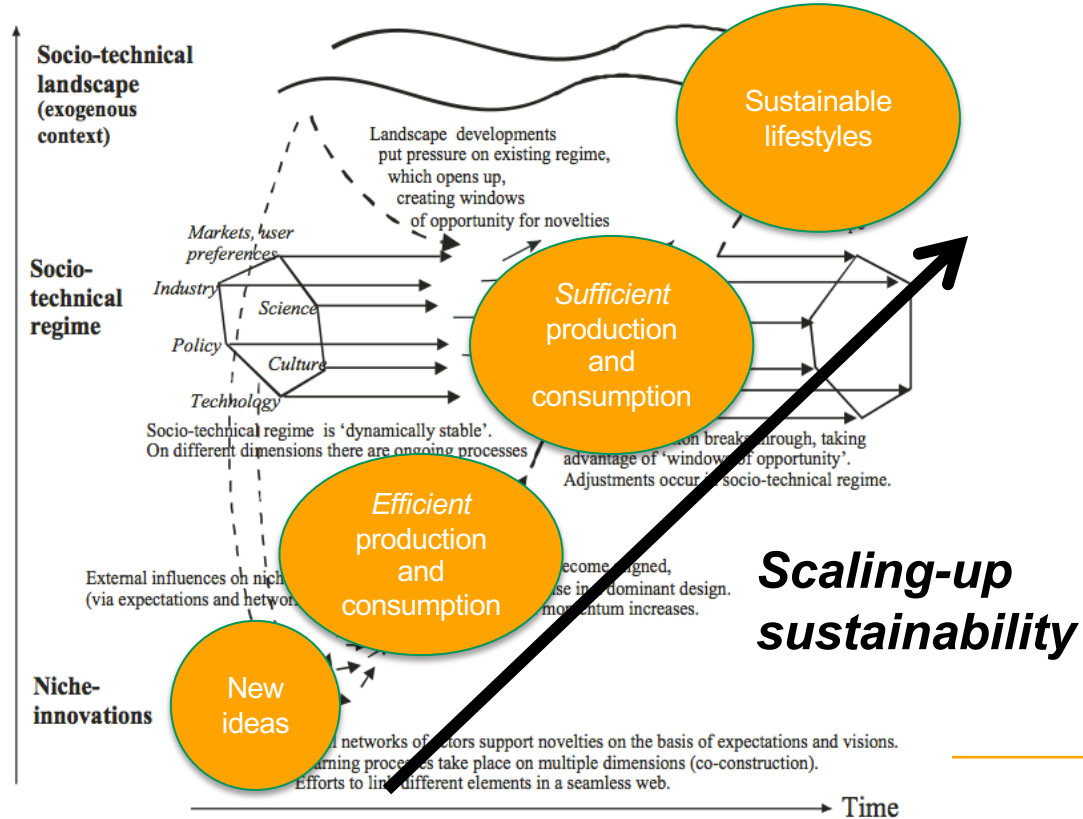 Socio-technical
landscape
(exogenous
context)
Sustainable
lifestyles
Landscape developments
put pressure on existing regime,
which opens up,
creating windows
of opportunity for novelties
Markets, user
preferences
Socio-
technical
regime
Industry
Science
Policy
Culture
Technology
Sufficient
production
and
consumption
Socio-technical regime is ‘dynamically stable’.
On different dimensions there are ongoing processes
breakthrough, taking
advantage of ‘windows of opportunity’.
Adjustments occur in socio-technical regime.
Efficient
production
and
consumption
External influences on
(via expectations and
dominant design.
momentum increases.
Scaling-up
sustainability
Niche-
innovations
New
ideas
networks of actors support novelties on the basis of expectations and visions.
processes take place on multiple dimensions (co-construction).
Efforts to link different elements in a seamless web.
Time